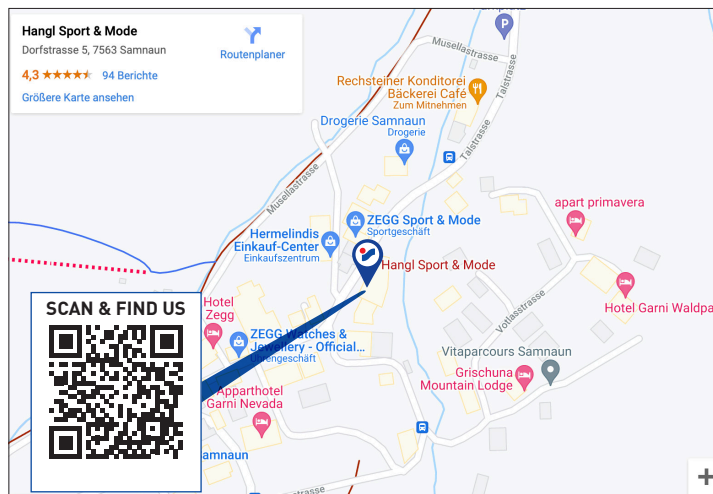 Hangl Sport & Mode
Dorfstrasse 5, 7563 Samnaun
4,3
94 Berichte
Größere Karte ansehen
Routenplaner
P
Musellastrasse
Talstrasse
Rechsteiner Konditorei
Bäckerei Café
Zum Mitnehmen
Drogerie Samnaun
Drogerie
Talstrasse
Musellastrasse
apart primavera
ZEGG Sport & Mode
Sportgeschäft
Hermelindis
Einkauf-Center
Einkaufszentrum
Hangl Sport & Mode
Hotel Garni Waldpa
Votlasstrasse
SCAN & FIND US
Hotel
Zegg
ZEGG Watches &
Jewellery - Official...
Uhrengeschäft
Vitaparcours Samnaun
Grischuna
Mountain Lodge
Apparthotel
Garni Nevada
amnaun
+